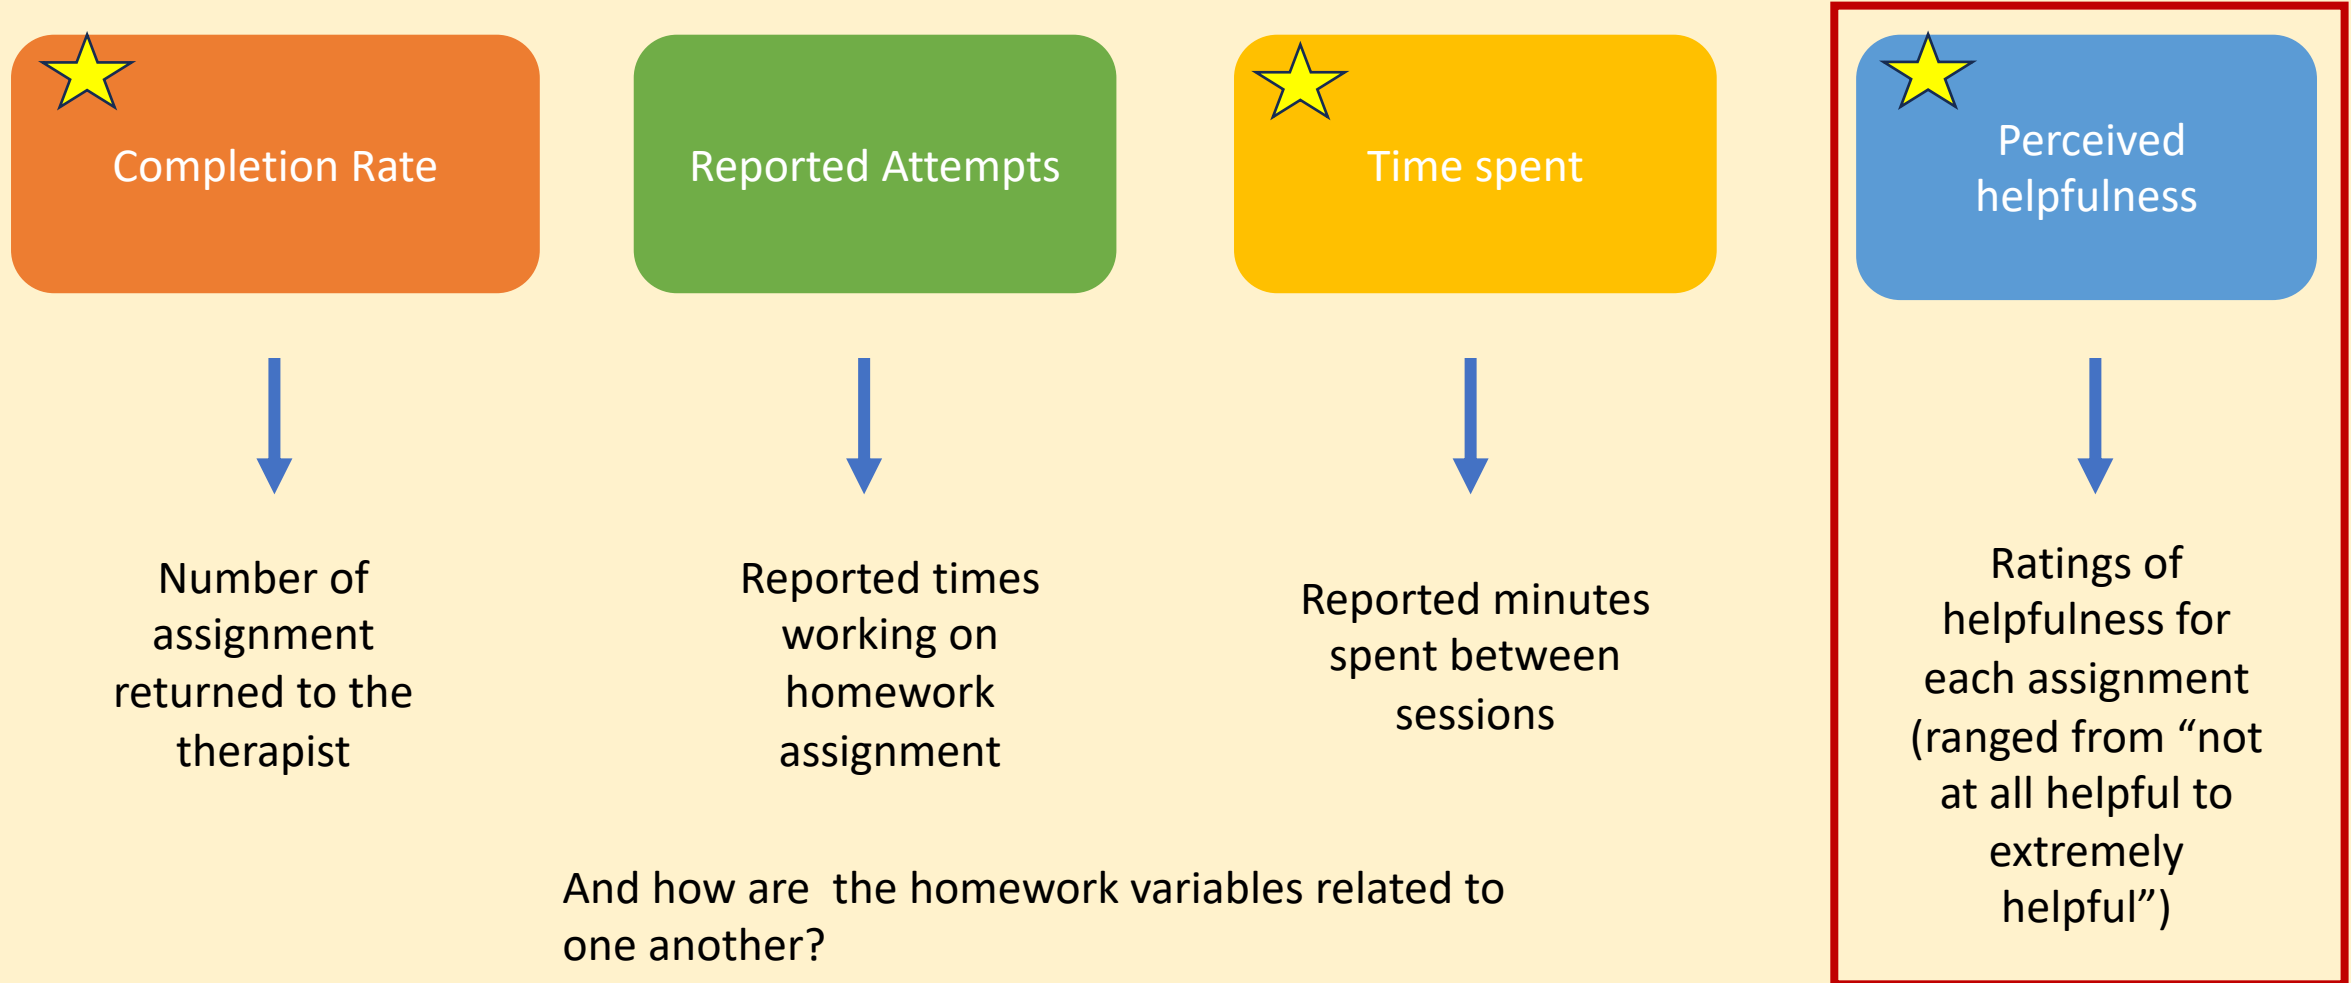 Completion Rate
Reported Attempts
Time spent
Perceived
helpfulness
Number of
assignment
returned to the
therapist
Reported times
working on
homework
assignment
Reported minutes
spent between
sessions
Ratings of
helpfulness for
each assignment
(ranged from “not
at all helpful to
extremely
helpful”)
And how are  the homework variables related to
one another?